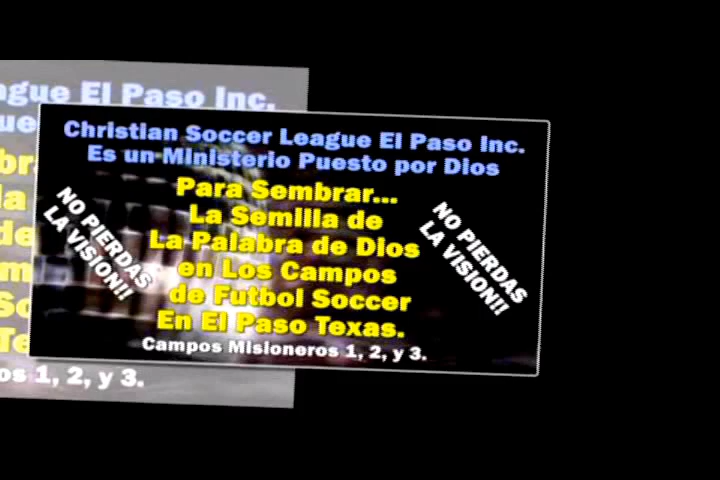 Christian Soccer League El Paso Inc.
Es un Ministerio Puesto por Dios
Para Sembrar...
La Semilla de
La Palabra de Dios
en Los Campos
de Futbol Soccer
En El Paso Texas.
Campos Misioneros 1, 2, y 3.
NO PIERDAS
LA VISION!!
NO PIERDAS
LA VISION!!
ague El Paso Inc.
os 1, 2, y 3.